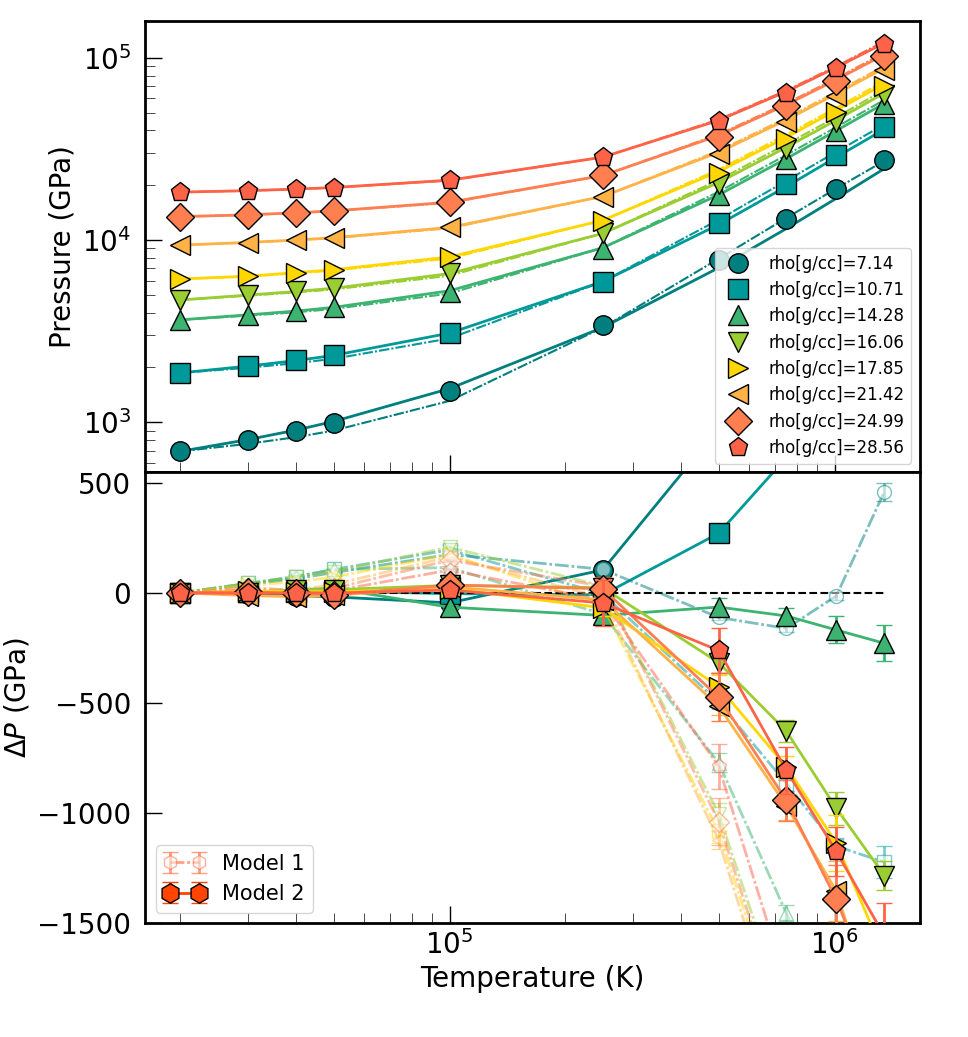 10^5
10^4
10^3
Pressure (GPa)
rho[g/cc]=7.14
rho[g/cc]=10.71
rho[g/cc]=14.28
rho[g/cc]=16.06
rho[g/cc]=17.85
rho[g/cc]=21.42
rho[g/cc]=24.99
rho[g/cc]=28.56
500
0
−500
−1000
−1500
ΔP (GPa)
Model 1
Model 2
10^5
10^6
Temperature (K)